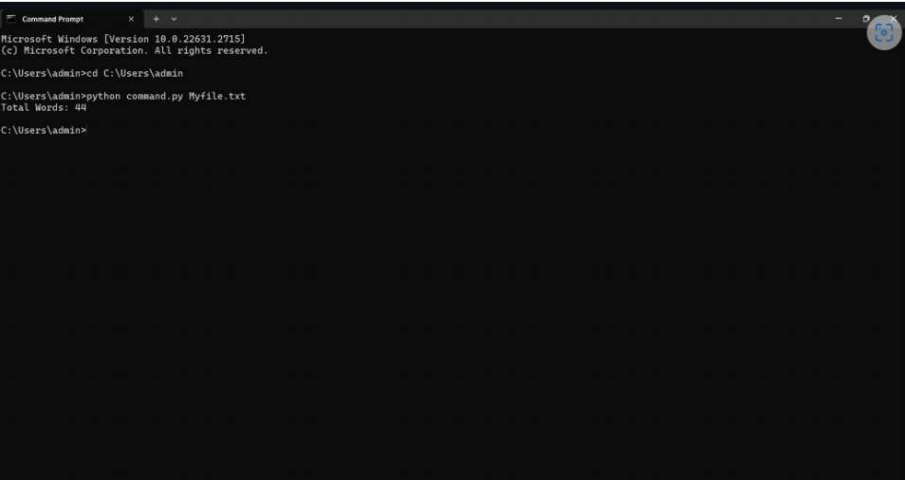 Command Prompt
Microsoft Windows [Version 10.0.22631.2715]
(c) Microsoft Corporation. All rights reserved.
C:\Users\admin>cd C:\Users\admin
C:\Users\admin>python command.py Myfile.txt
Total Words: 44
C:\Users\admin>